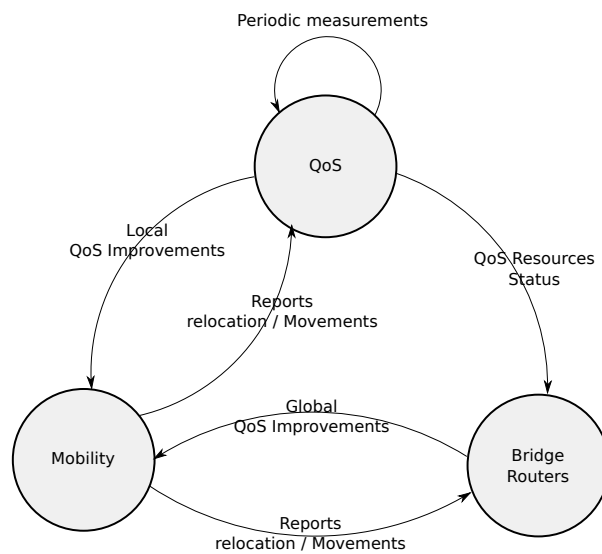 Periodic measurements
QoS
Local
QoS Improvements
QoS Resources
Status
Reports
relocation / Movements
Global
QoS Improvements
Mobility
Bridge
Routers
Reports
relocation / Movements